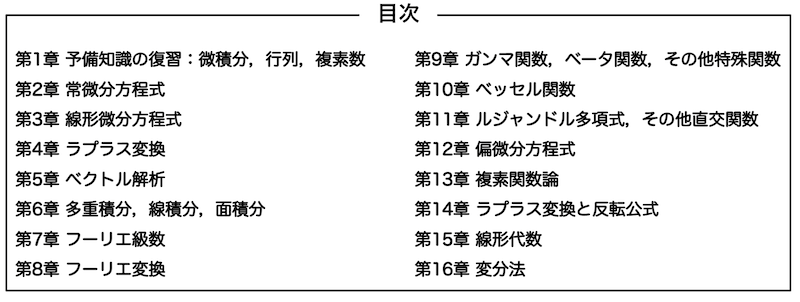 目次
第1章 予備知識の復習：微積分，行列，複素数
第2章 常微分方程式
第3章 線形微分方程式
第4章 ラプラス変換
第5章 ベクトル解析
第6章 多重積分，線積分，面積分
第7章 フーリエ級数
第8章 フーリエ変換
第9章 ガンマ関数，ベータ関数，その他特殊関数
第10章 ベッセル関数
第11章 ルジャンドル多項式，その他直交関数
第12章 偏微分方程式
第13章 複素関数論
第14章 ラプラス変換と反転公式
第15章 線形代数
第16章 変分法